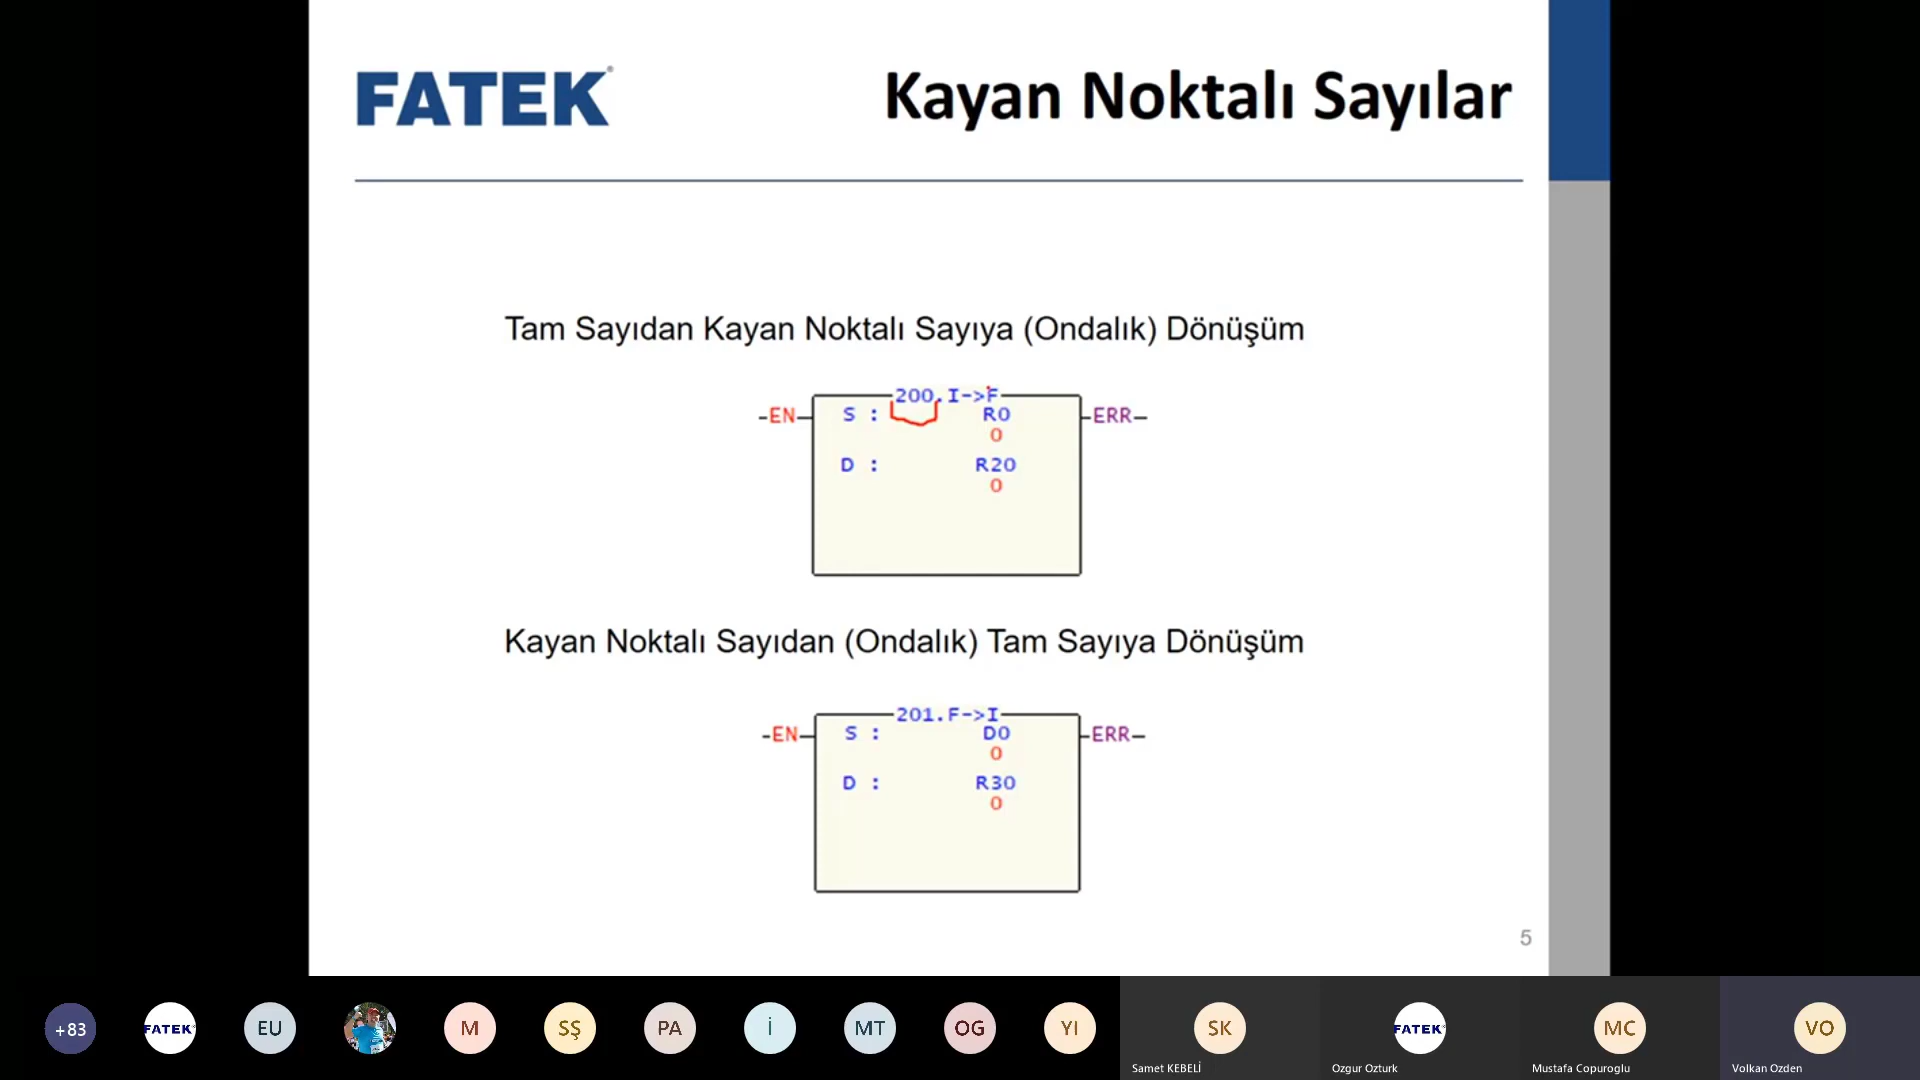 FATEK
Kayan Noktalı Sayılar
Tam Sayıdan Kayan Noktalı Sayıya (Ondalık) Dönüşüm
200.I->F
EN S : R0 ERR
0
D : R20
0
Kayan Noktalı Sayıdan (Ondalık) Tam Sayıya Dönüşüm
201.F->I
EN S : D0 ERR
0
D : R30
0
5
+83 FATEK EU M SŞ PA İ MT OG YI SK FATEK MC VO
Samet KEBELİ Ozgur Ozturk Mustafa Copuroglu Volkan Ozden